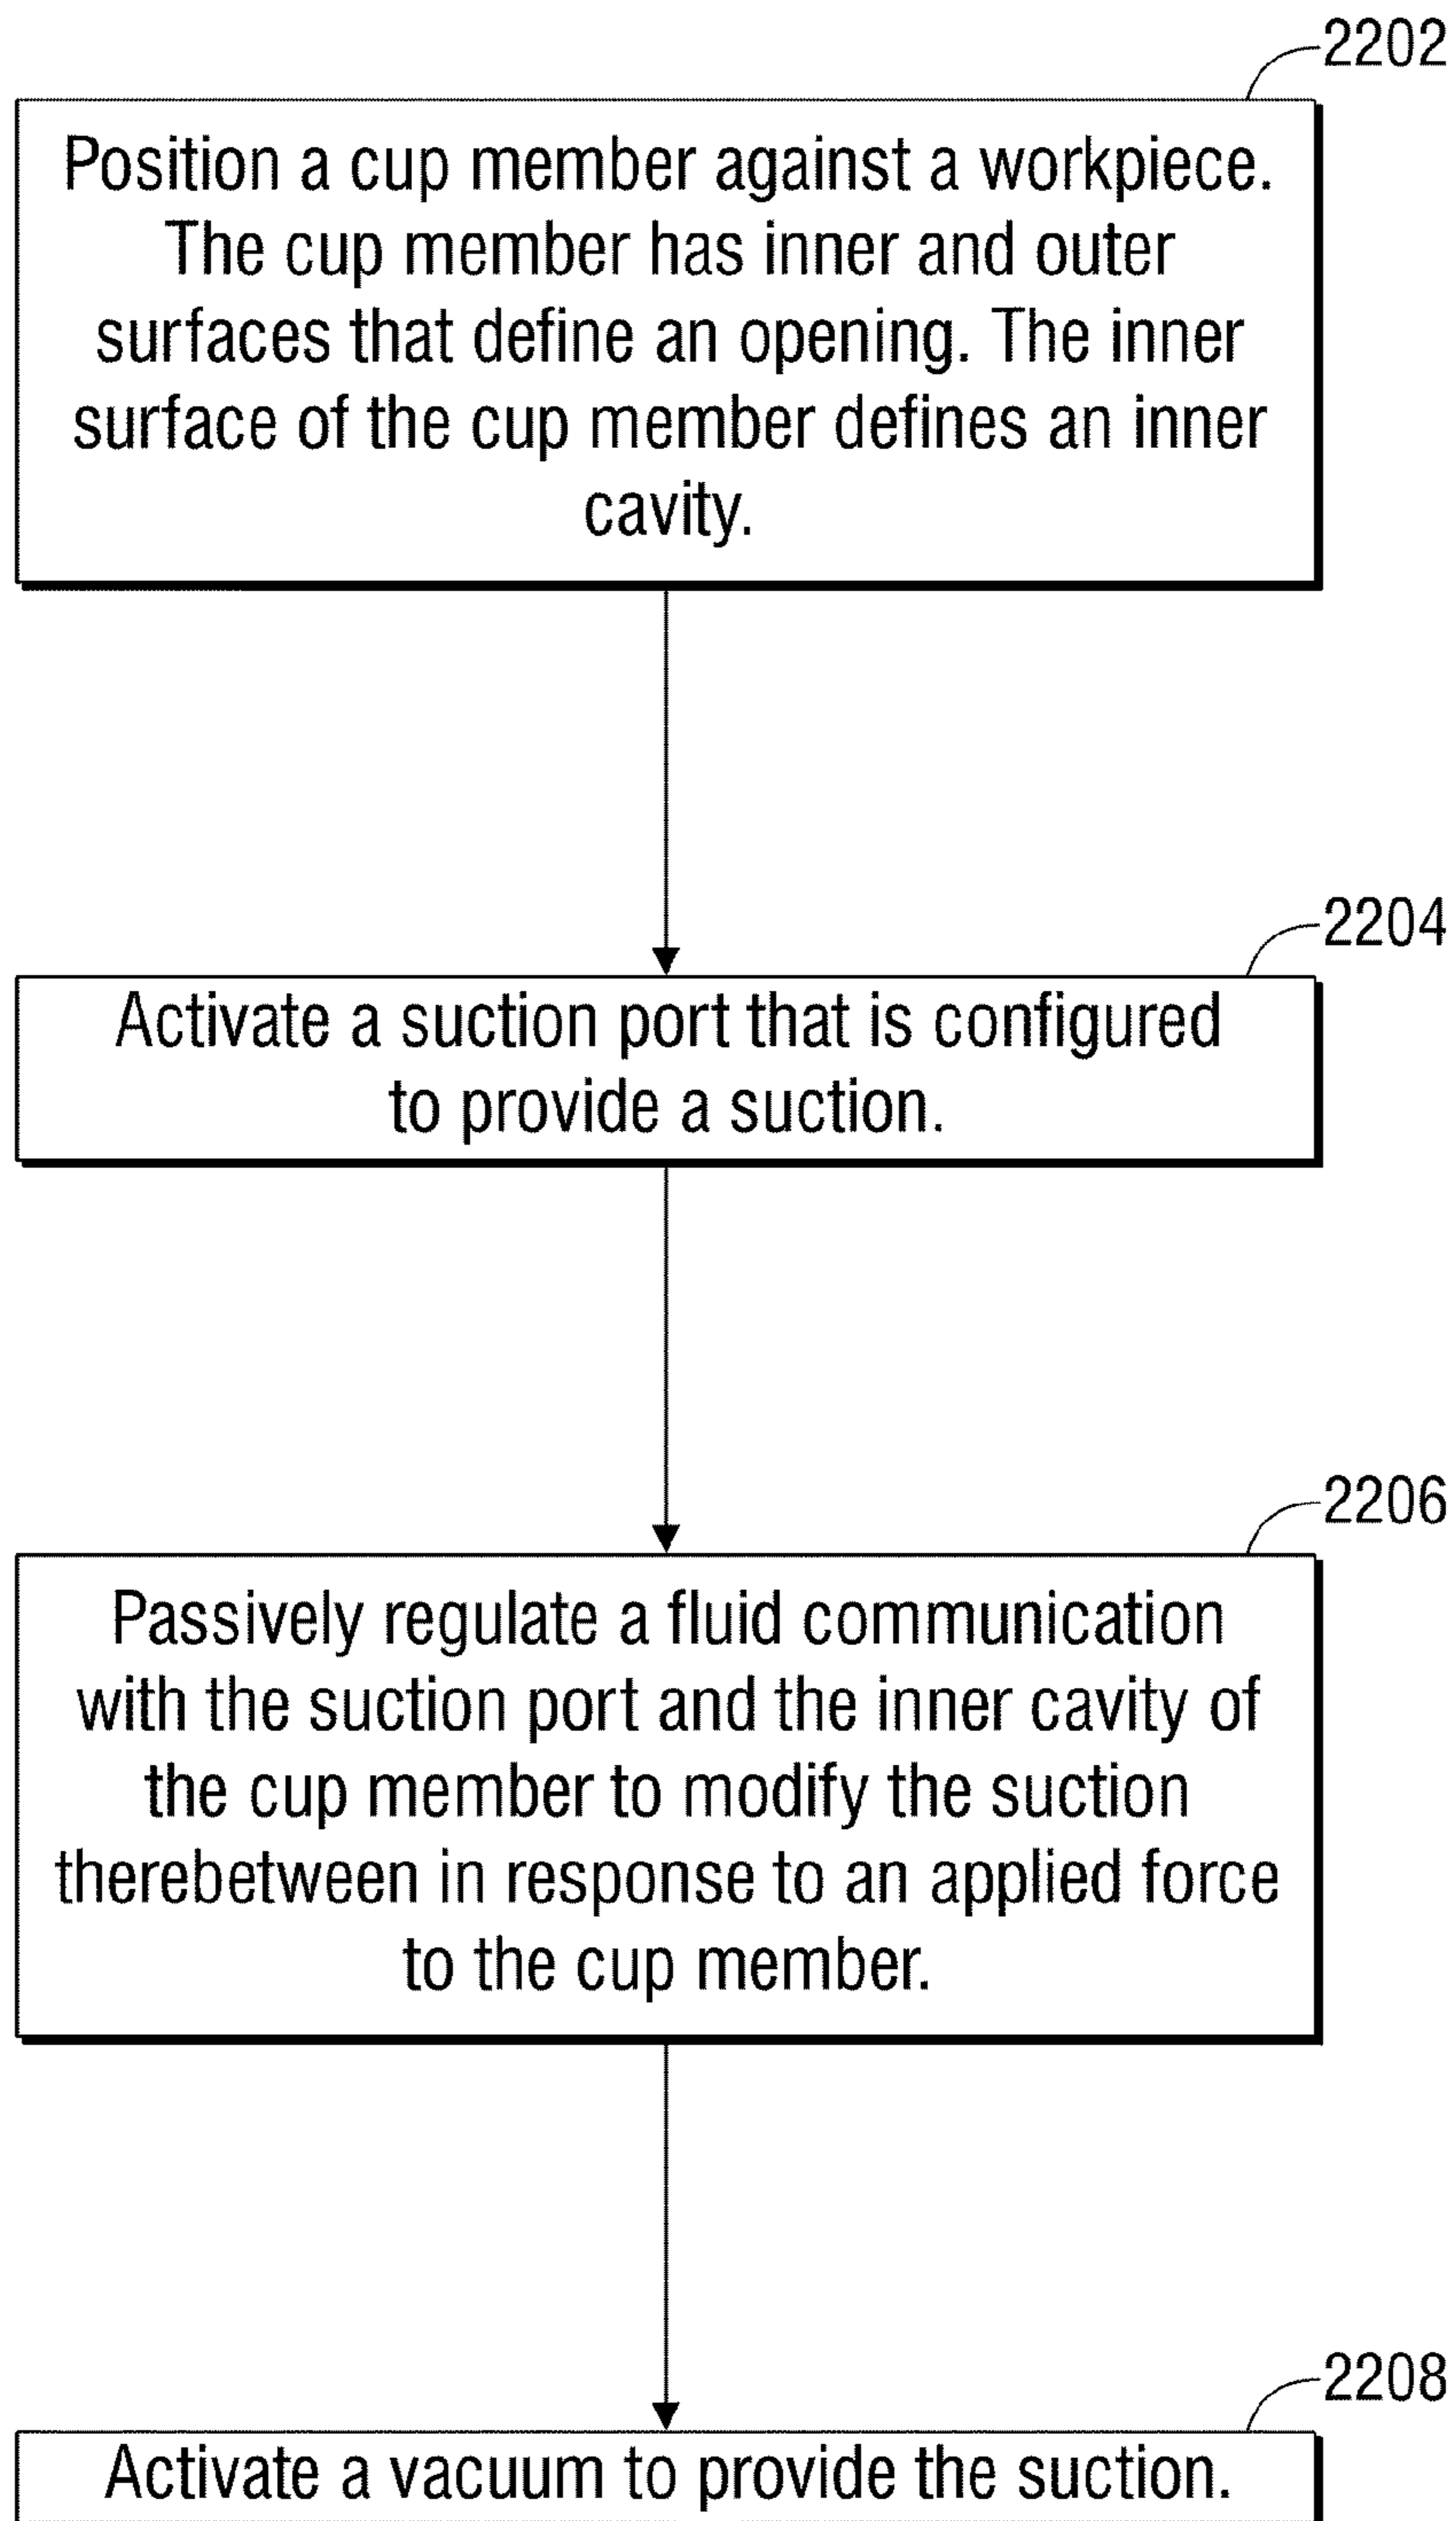 2202
Position a cup member against a workpiece.
The cup member has inner and outer
surfaces that define an opening. The inner
surface of the cup member defines an inner
cavity.
2204
Activate a suction port that is configured
to provide a suction.
2206
Passively regulate a fluid communication
with the suction port and the inner cavity of
the cup member to modify the suction
therebetween in response to an applied force
to the cup member.
2208
Activate a vacuum to provide the suction.